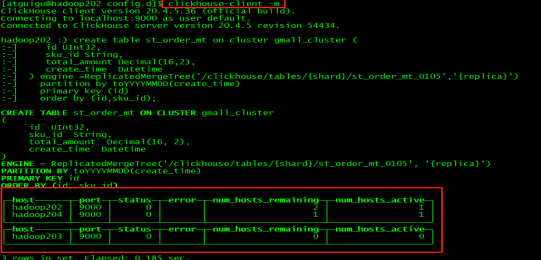 [atguigu@hadoop202 config.d]$ clickhouse-client -m
ClickHouse client version 20.4.5.36 (official build).
Connecting to localhost:9000 as user default.
Connected to ClickHouse server version 20.4.5 revision 54434.
hadoop202 :) create table st_order_mt on cluster gmall_cluster (
:-] id UInt32,
:-] sku_id String,
:-] total_amount Decimal(16,2),
:-] create_time Datetime
:-] ) engine =ReplicatedMergeTree('/clickhouse/tables/{shard}/st_order_mt_0105','{replica}')
:-] partition by toYYYYMMDD(create_time)
:-] primary key (id)
:-] order by (id,sku_id);
CREATE TABLE st_order_mt ON CLUSTER gmall_cluster
(
`id` UInt32,
`sku_id` String,
`total_amount` Decimal(16, 2),
`create_time` Datetime
)
ENGINE = ReplicatedMergeTree('/clickhouse/tables/{shard}/st_order_mt_0105', '{replica}')
PARTITION BY toYYYYMMDD(create_time)
PRIMARY KEY id
ORDER BY (id, sku_id)
host port status error num_hosts_remaining num_hosts_active
hadoop202 9000 0 2 1
hadoop204 9000 0 1 1
host port status error num_hosts_remaining num_hosts_active
hadoop203 9000 0 0 0
3 rows in set. Elapsed: 0.185 sec.